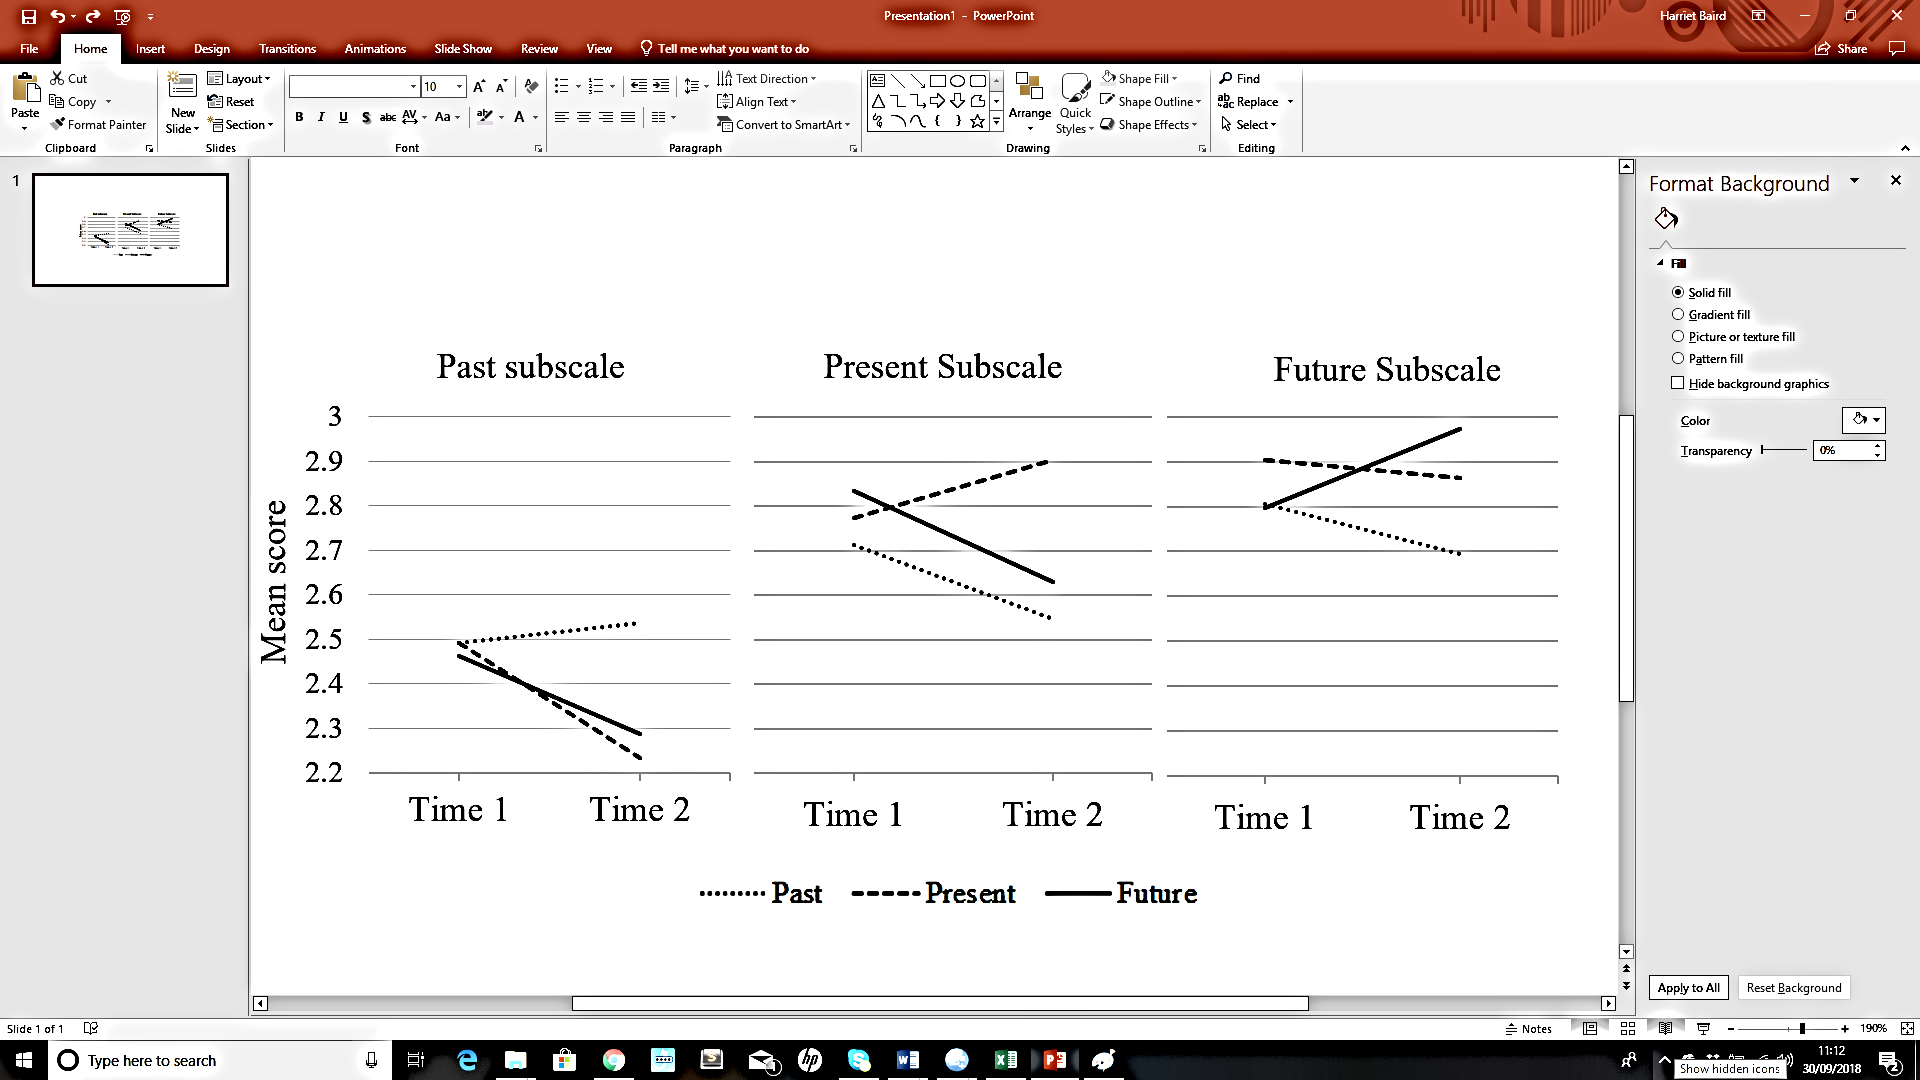 Presentation1 - PowerPoint
Harriet Baird
File Home Insert Design Transitions Animations Slide Show Review View Tell me what you want to do
Share
Paste
Cut
Copy
Format Painter
Clipboard
New
Slide
Layout
Reset
Section
Slides
10
B I U S abc AV Aa A
Font
Text Direction
Align Text
Convert to SmartArt
Paragraph
Arrange
Quick
Styles
Shape Fill
Shape Outline
Shape Effects
Drawing
Find
Replace
Select
Editing
1
Format Background
Fill
Solid fill
Gradient fill
Picture or texture fill
Pattern fill
Hide background graphics
Color
Transparency 0%
Apply to All Reset Background
Past subscale Present Subscale Future Subscale
Mean score
3
2.9
2.8
2.7
2.6
2.5
2.4
2.3
2.2
Time 1 Time 2 Time 1 Time 2 Time 1 Time 2
Past Present Future
Slide 1 of 1
Notes
190%
Type here to search
11:12
30/09/2018
Show hidden icons